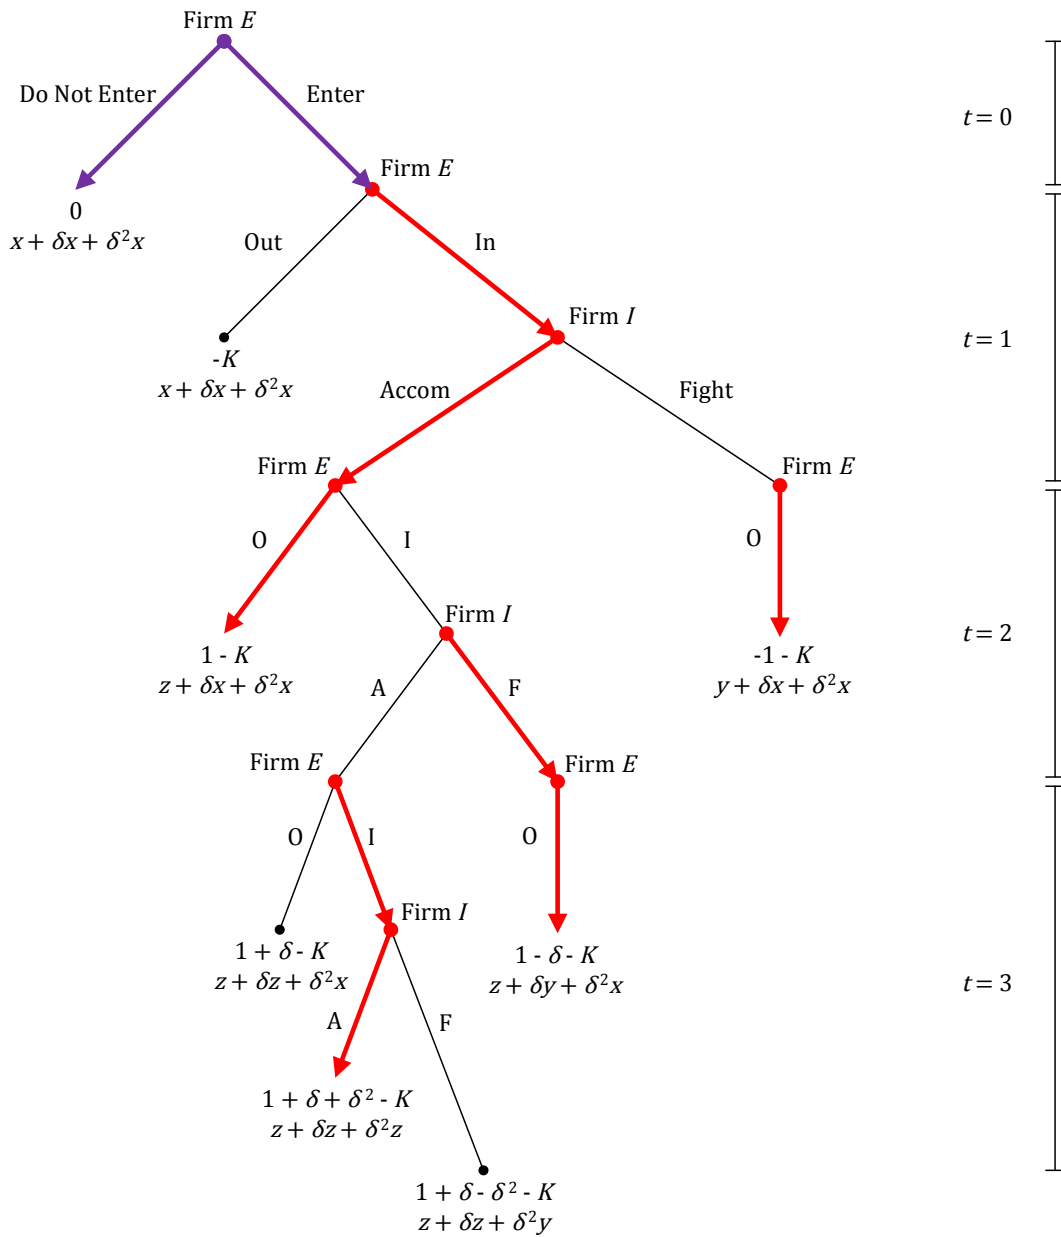 Firm E
Do Not Enter
Enter
t = 0
Firm E
0
x + δx + δ²x
Out
In
Firm I
t = 1
-K
x + δx + δ²x
Accom
Fight
Firm E
Firm E
O
I
O
Firm I
t = 2
1 - K
z + δx + δ²x
-1 - K
y + δx + δ²x
A
F
Firm E
Firm E
O
I
O
Firm I
1 + δ - K
z + δz + δ²x
1 - δ - K
z + δy + δ²x
t = 3
A
F
1 + δ + δ² - K
z + δz + δ²z
1 + δ - δ² - K
z + δz + δ²y